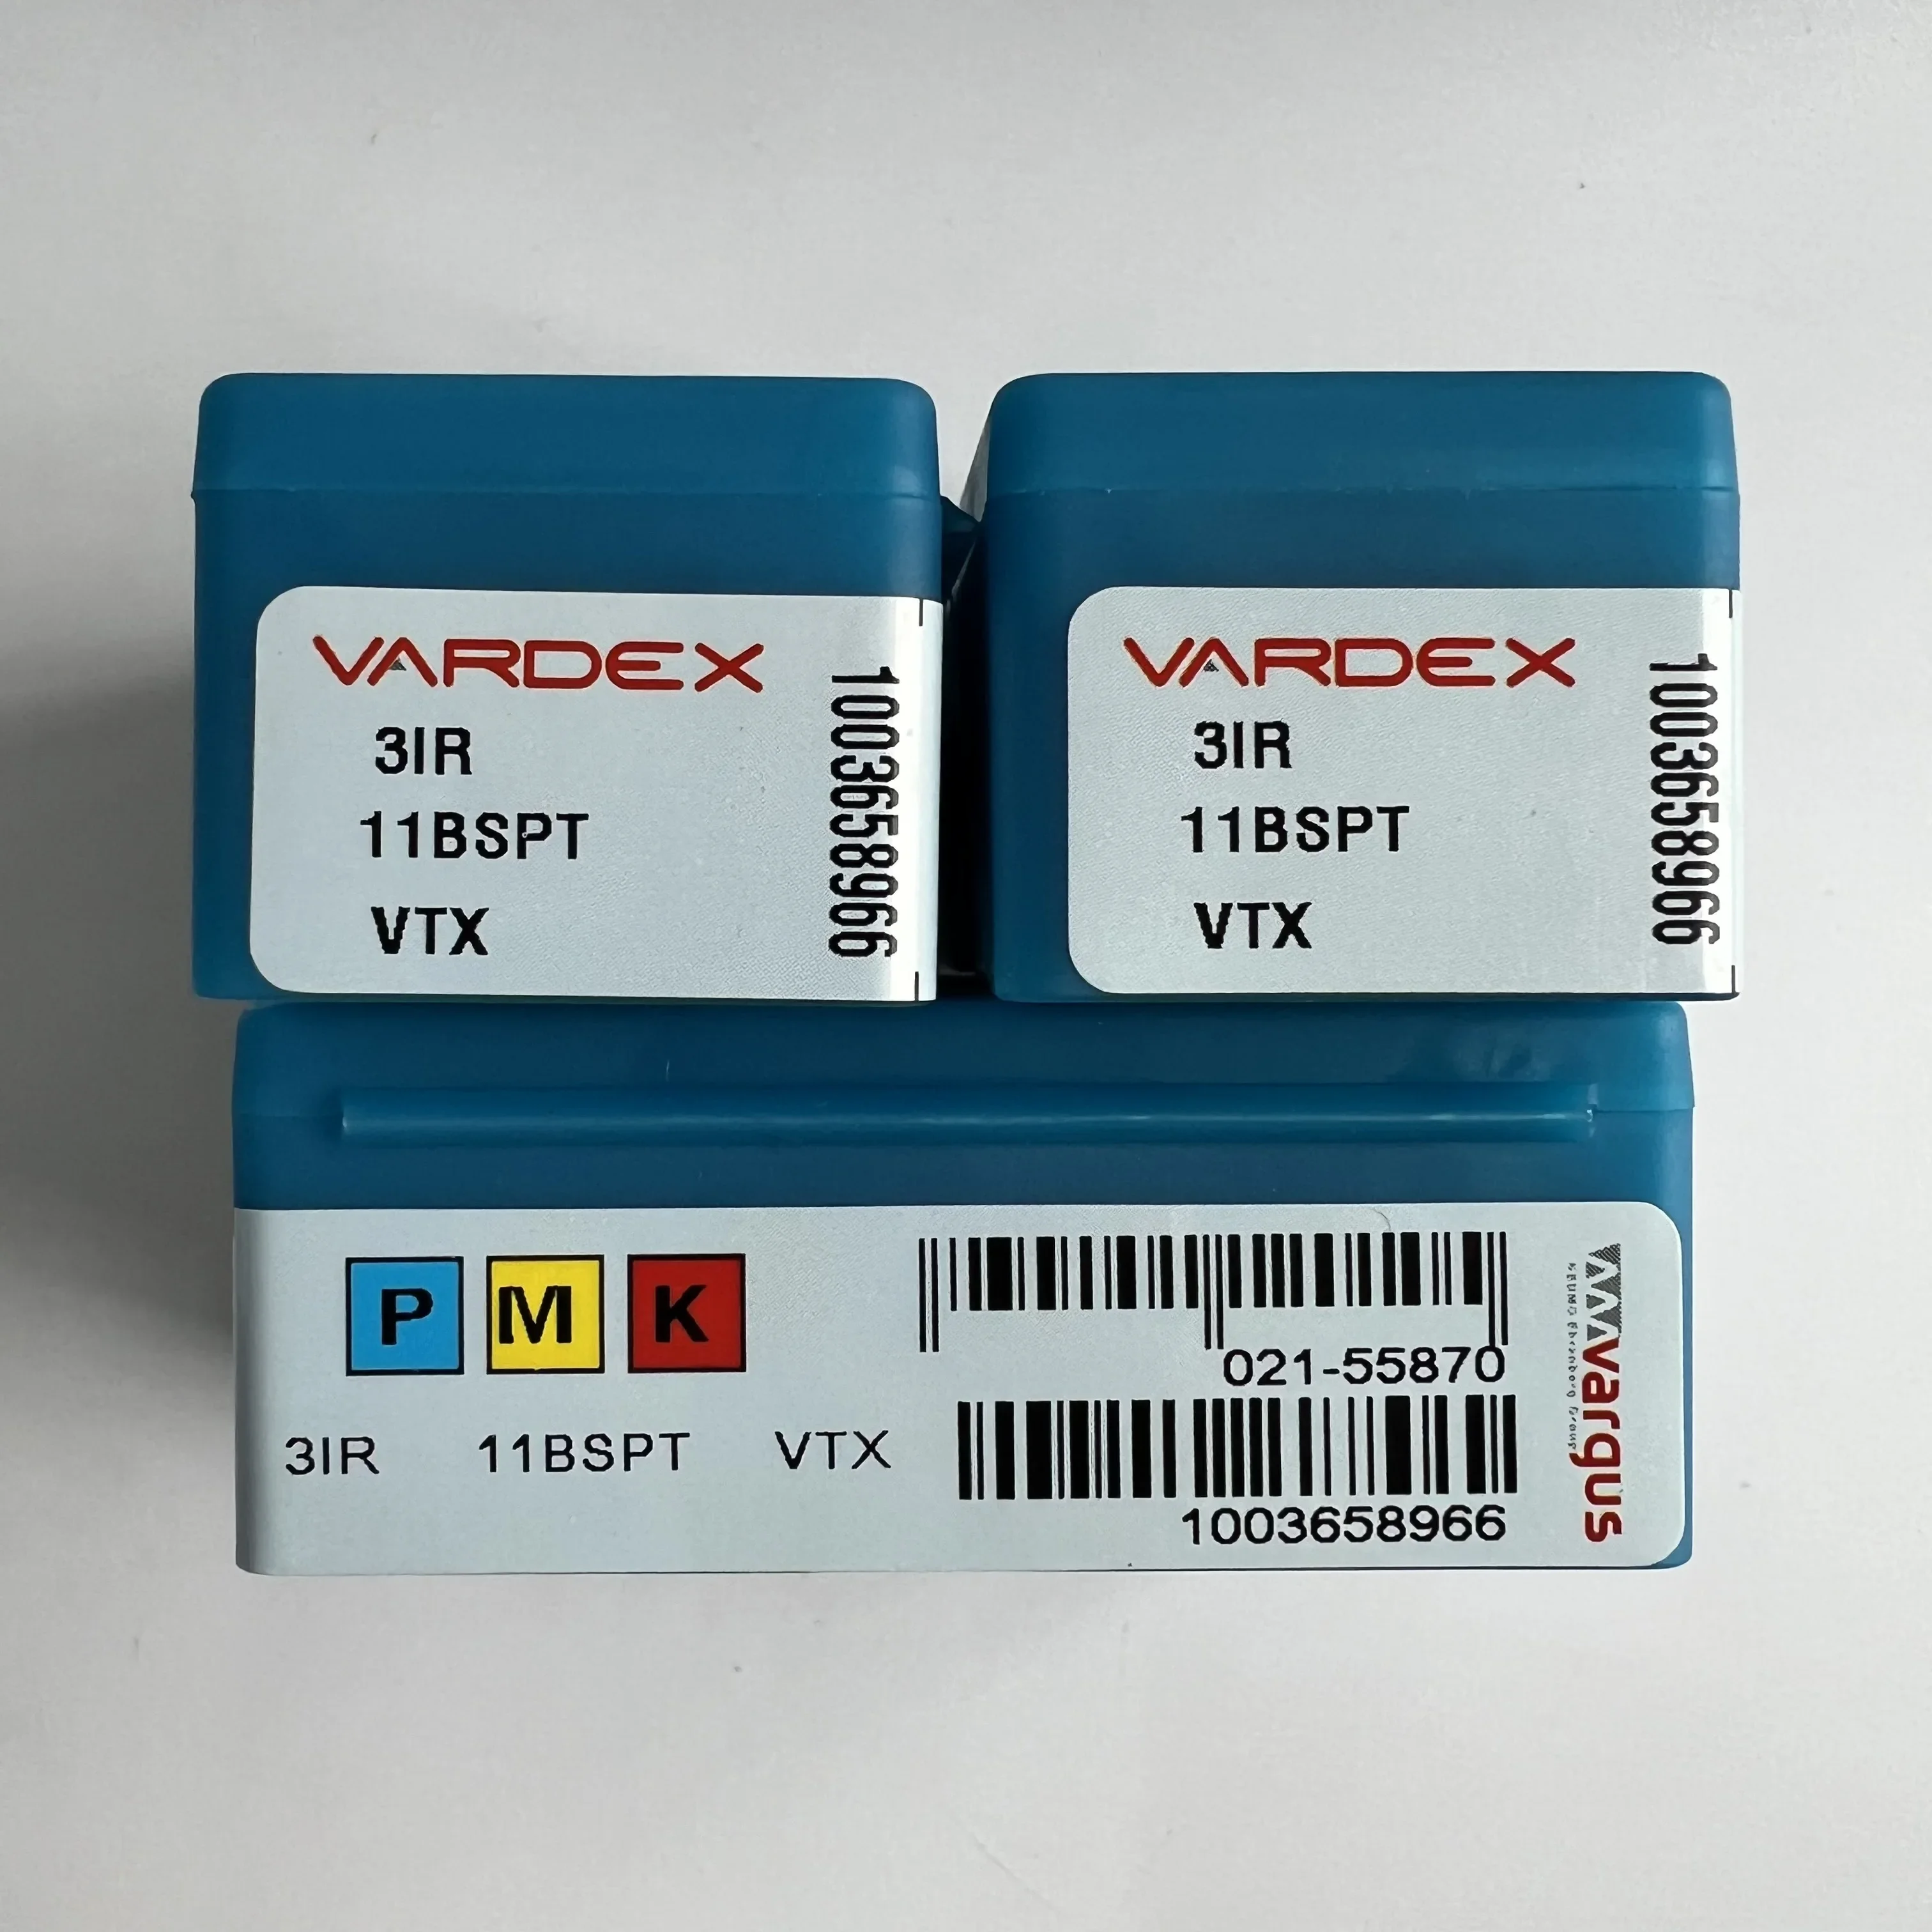 VARDEX
3IR
11BSPT
VTX
1003658966
VARDEX
3IR
11BSPT
VTX
1003658966
P M K
3IR 11BSPT VTX
021-55870
1003658966
vargus